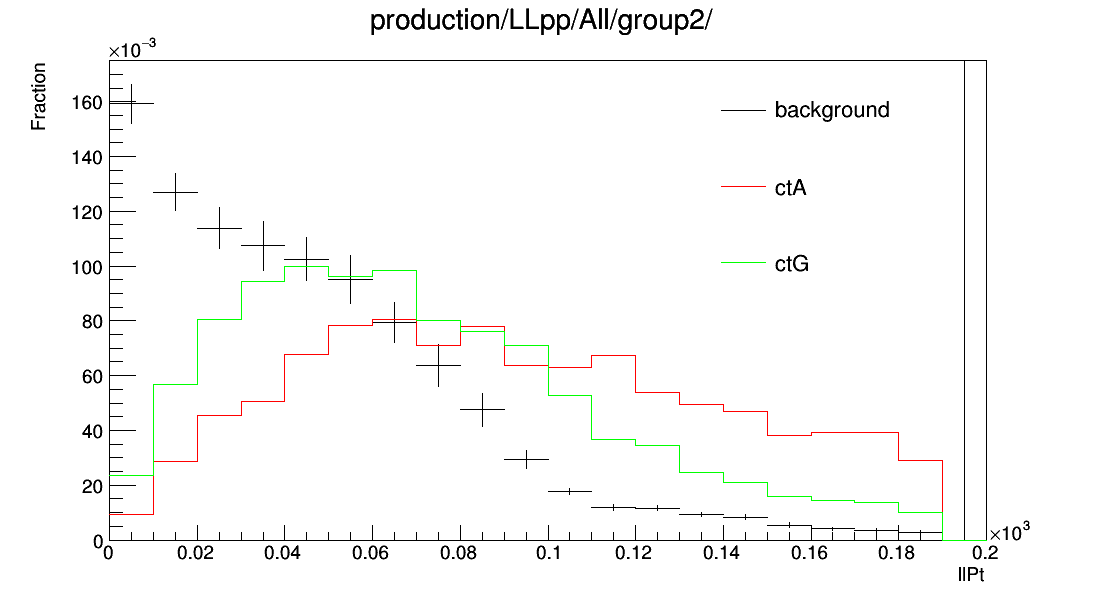 production/LLpp/All/group2/
×10⁻³
Fraction
160
140
120
100
80
60
40
20
0
background
ctA
ctG
0 0.02 0.04 0.06 0.08 0.1 0.12 0.14 0.16 0.18 0.2
×10³
llPt